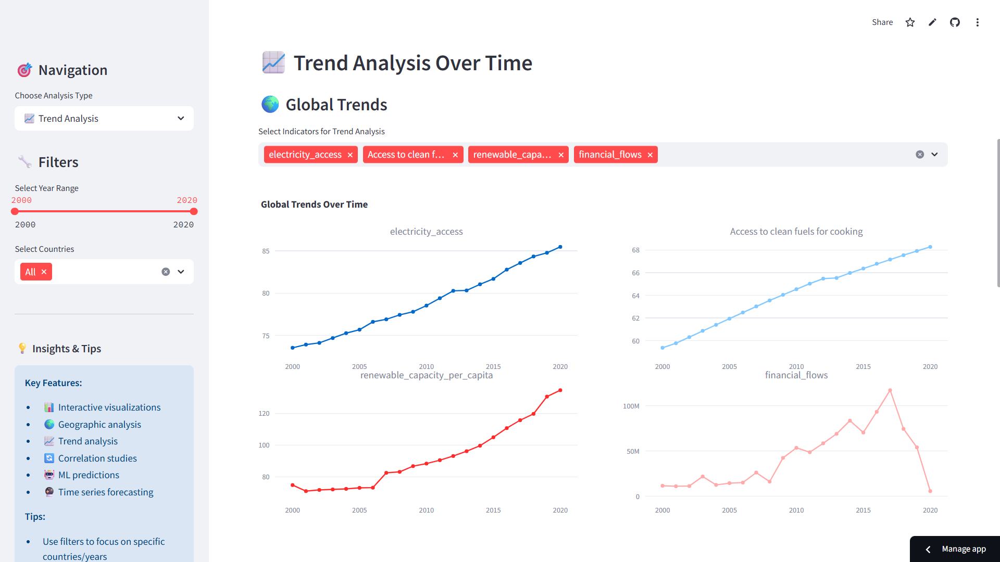 Share
Navigation
Choose Analysis Type
Trend Analysis
Filters
Select Year Range
2000 2020
2000 2020
Select Countries
All
Insights & Tips
Key Features:
Interactive visualizations
Geographic analysis
Trend analysis
Correlation studies
ML predictions
Time series forecasting
Tips:
Use filters to focus on specific
countries/years
Trend Analysis Over Time
Global Trends
Select Indicators for Trend Analysis
electricity_access Access to clean f... renewable_capa... financial_flows
Global Trends Over Time
electricity_access
85
80
75
2000 2005 2010 2015 2020
Access to clean fuels for cooking
68
66
64
62
60
2000 2005 2010 2015 2020
renewable_capacity_per_capita
120
100
80
2000 2005 2010 2015 2020
financial_flows
100M
50M
0
2000 2005 2010 2015 2020
Manage app